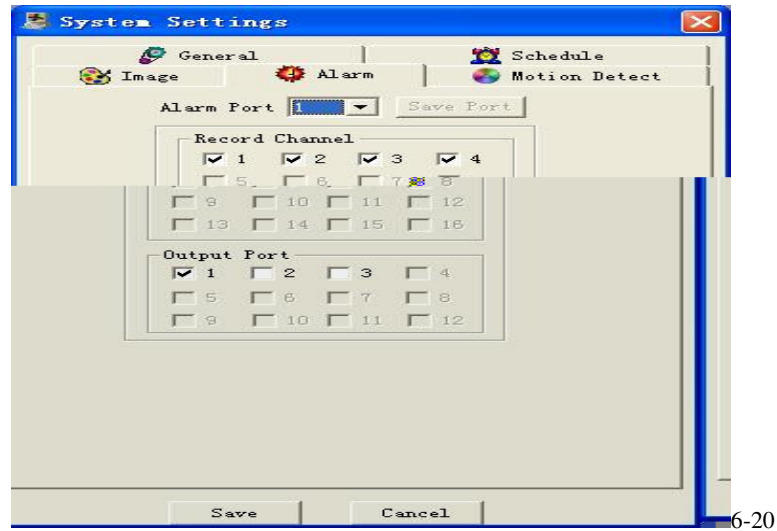 System Settings
General Schedule
Image Alarm Motion Detect
Alarm Port 1 Save Port
Record Channel
1 2 3 4
5 6 7 8
9 10 11 12
13 14 15 16
Output Port
1 2 3 4
5 6 7 8
9 10 11 12
Save Cancel
6-20